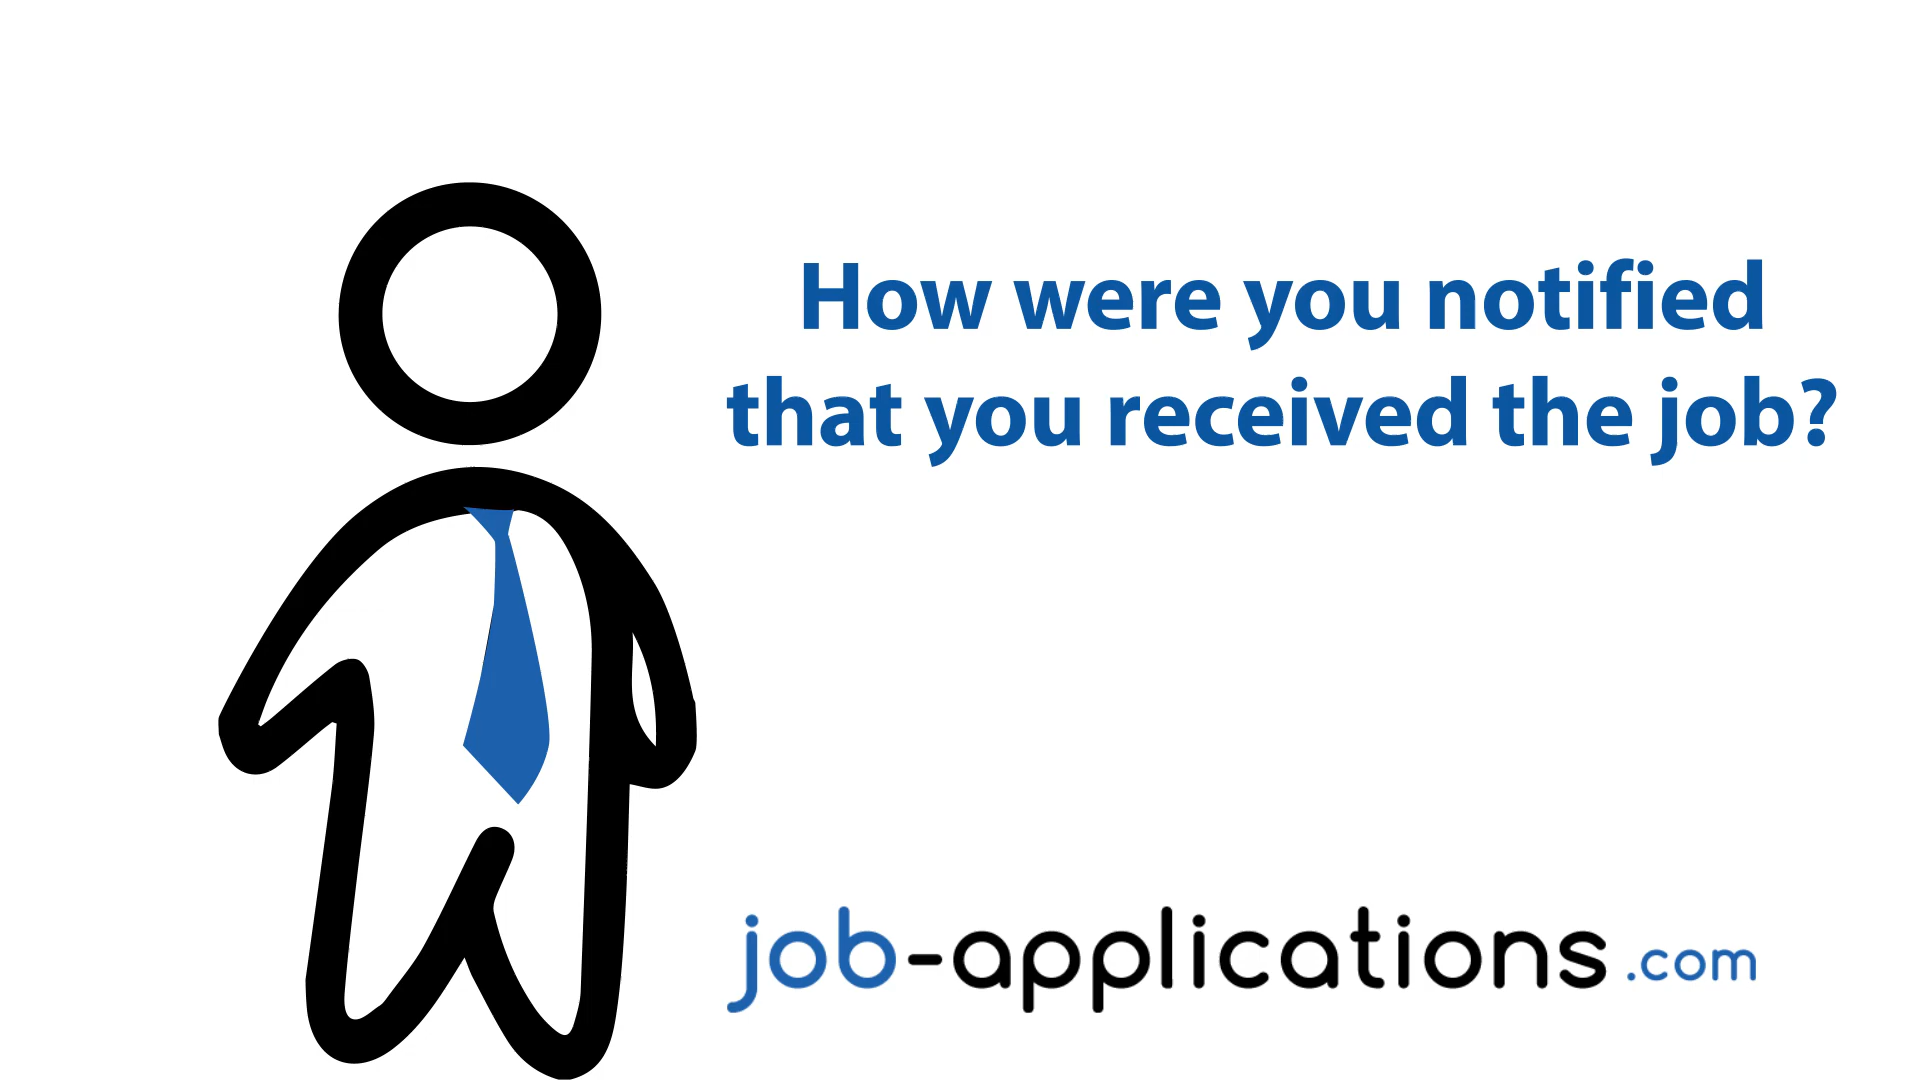 How were you notified
that you received the job?
job-applications.com